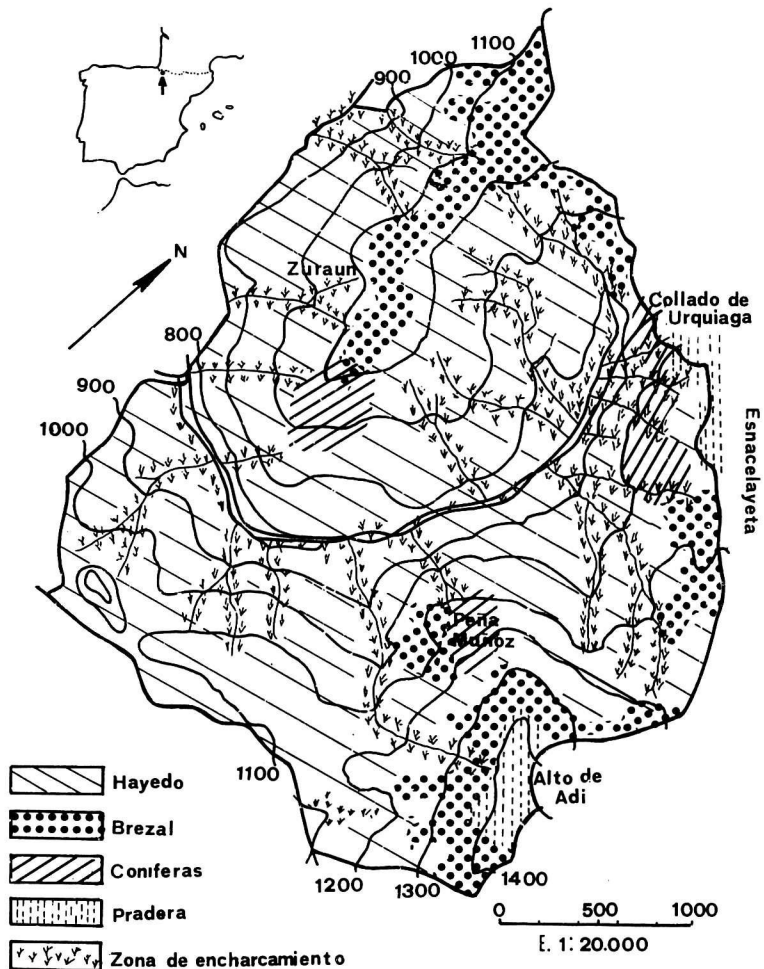 1100
1000
900
N
Zuraun
Collado de
Urquiaga
800
900
1000
Esnacelayeta
Peña
Muñoz
1100
Alto de
Adi
1200
1300
1400
Hayedo
Brezal
Coníferas
Pradera
Zona de encharcamiento
0 500 1000
E. 1:20.000